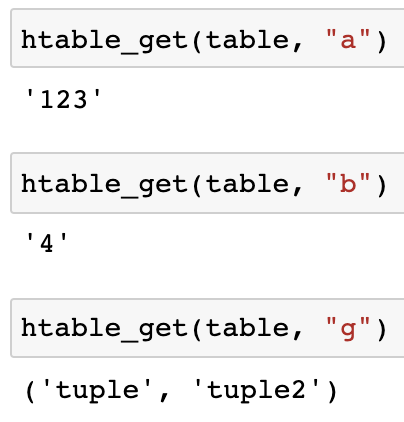 htable_get(table, "a")
'123'
htable_get(table, "b")
'4'
htable_get(table, "g")
('tuple', 'tuple2')